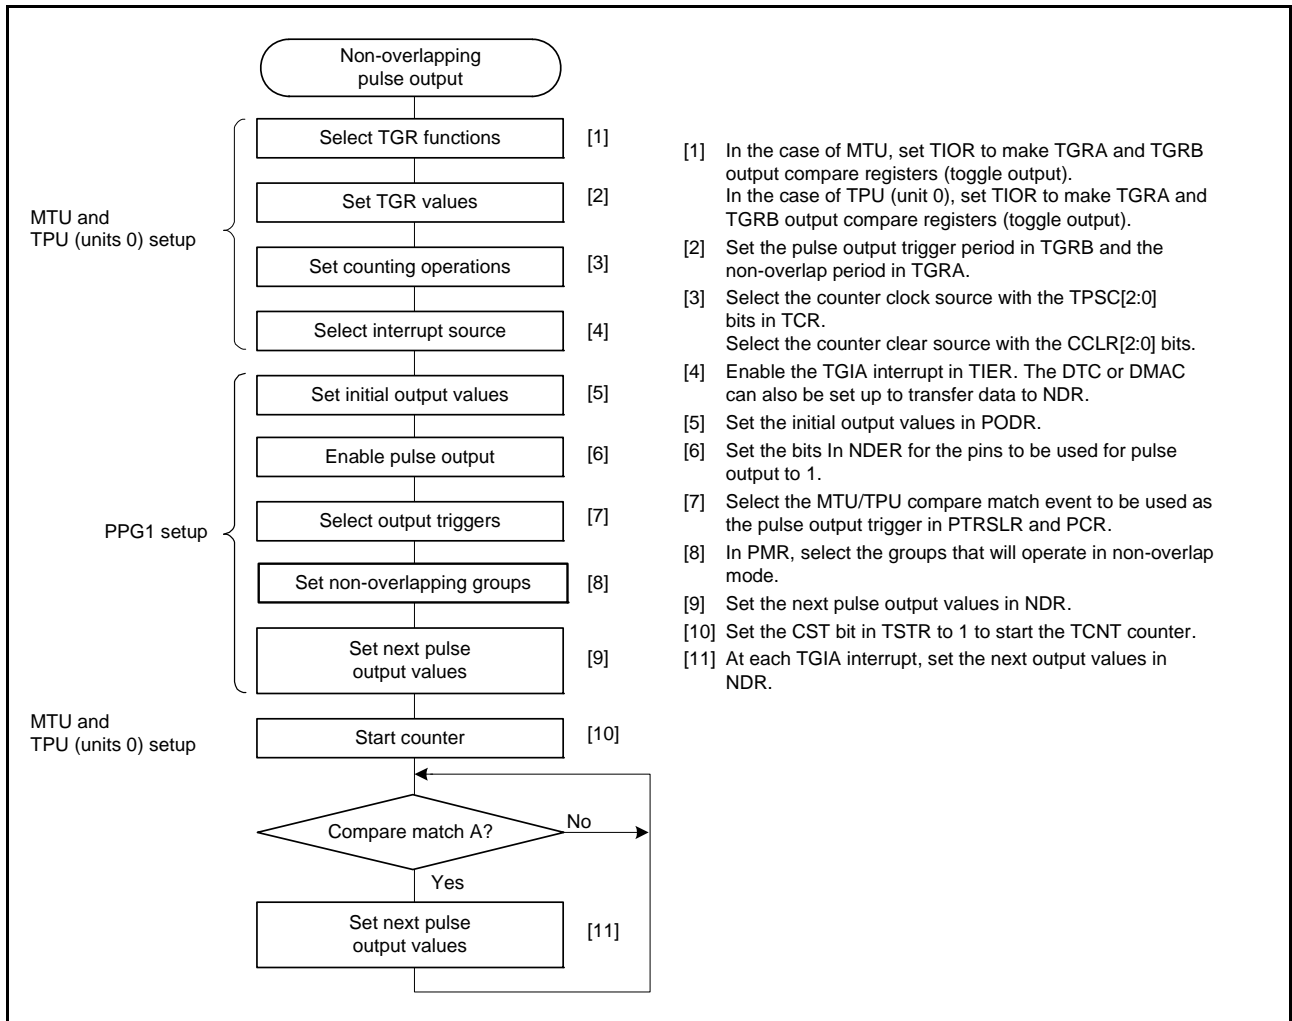 Non-overlapping
pulse output
MTU and
TPU (units 0) setup
Select TGR functions
[1]
Set TGR values
[2]
Set counting operations
[3]
Select interrupt source
[4]
PPG1 setup
Set initial output values
[5]
Enable pulse output
[6]
Select output triggers
[7]
Set non-overlapping groups
[8]
Set next pulse
output values
[9]
MTU and
TPU (units 0) setup
Start counter
[10]
Compare match A?
No
Yes
Set next pulse
output values
[11]
[1] In the case of MTU, set TIOR to make TGRA and TGRB
output compare registers (toggle output).
In the case of TPU (unit 0), set TIOR to make TGRA and
TGRB output compare registers (toggle output).
[2] Set the pulse output trigger period in TGRB and the
non-overlap period in TGRA.
[3] Select the counter clock source with the TPSC[2:0]
bits in TCR.
Select the counter clear source with the CCLR[2:0] bits.
[4] Enable the TGIA interrupt in TIER. The DTC or DMAC
can also be set up to transfer data to NDR.
[5] Set the initial output values in PODR.
[6] Set the bits In NDER for the pins to be used for pulse
output to 1.
[7] Select the MTU/TPU compare match event to be used as
the pulse output trigger in PTRSLR and PCR.
[8] In PMR, select the groups that will operate in non-overlap
mode.
[9] Set the next pulse output values in NDR.
[10] Set the CST bit in TSTR to 1 to start the TCNT counter.
[11] At each TGIA interrupt, set the next output values in
NDR.